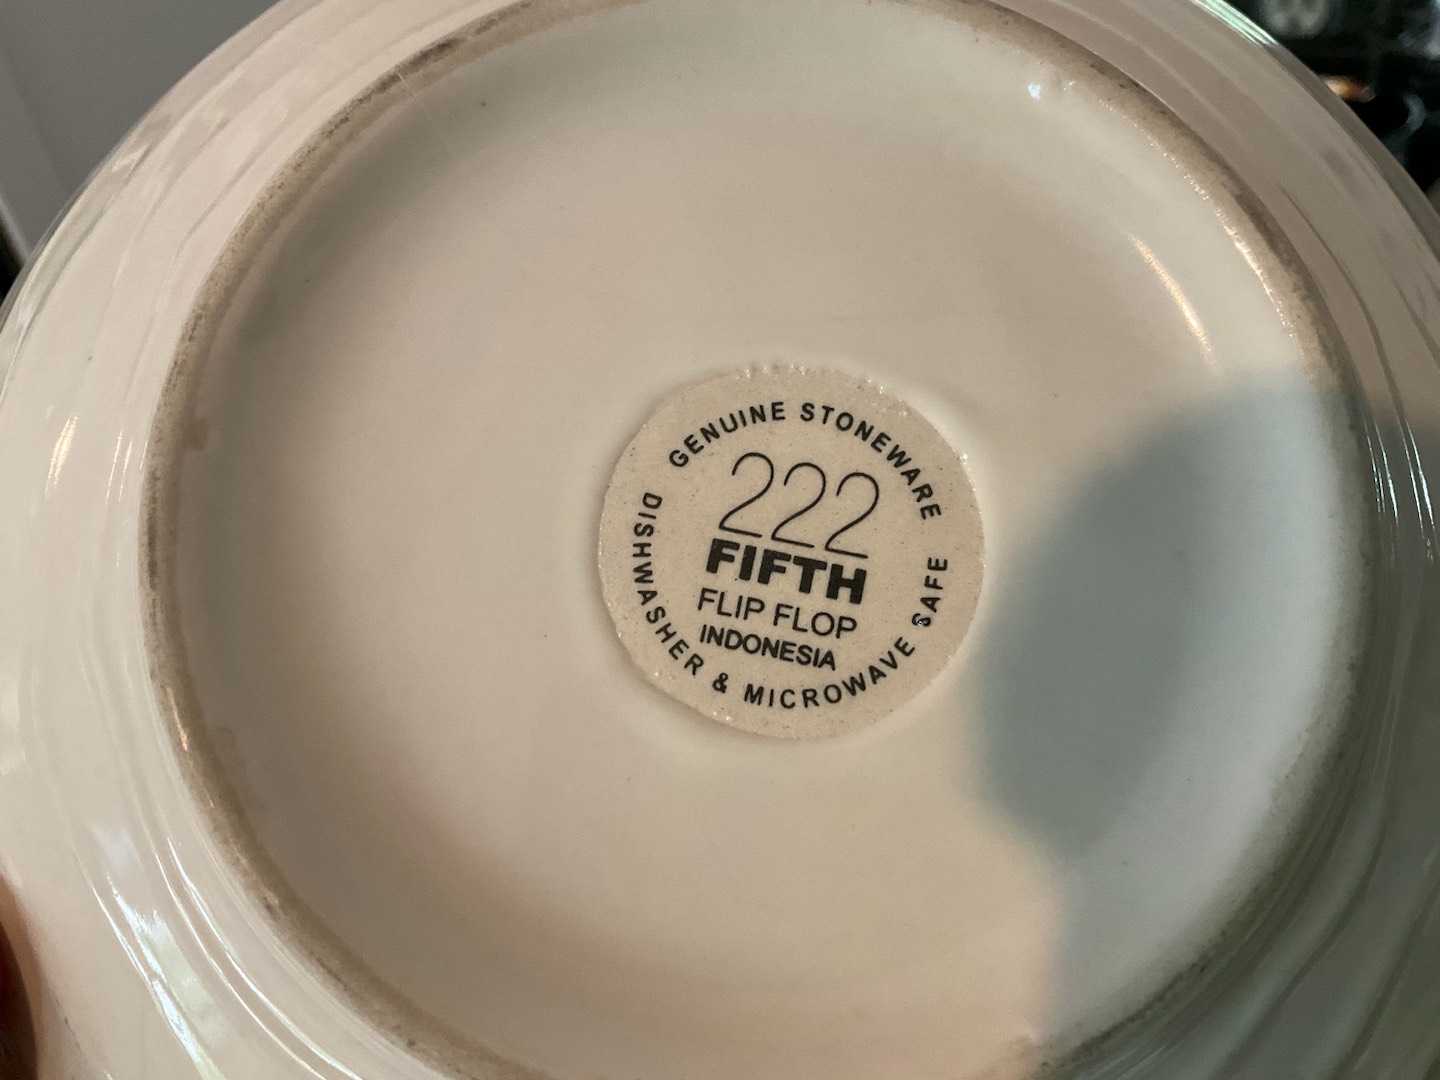 GENUINE STONEWARE
222
FIFTH
FLIP FLOP
INDONESIA
DISHWASHER & MICROWAVE SAFE